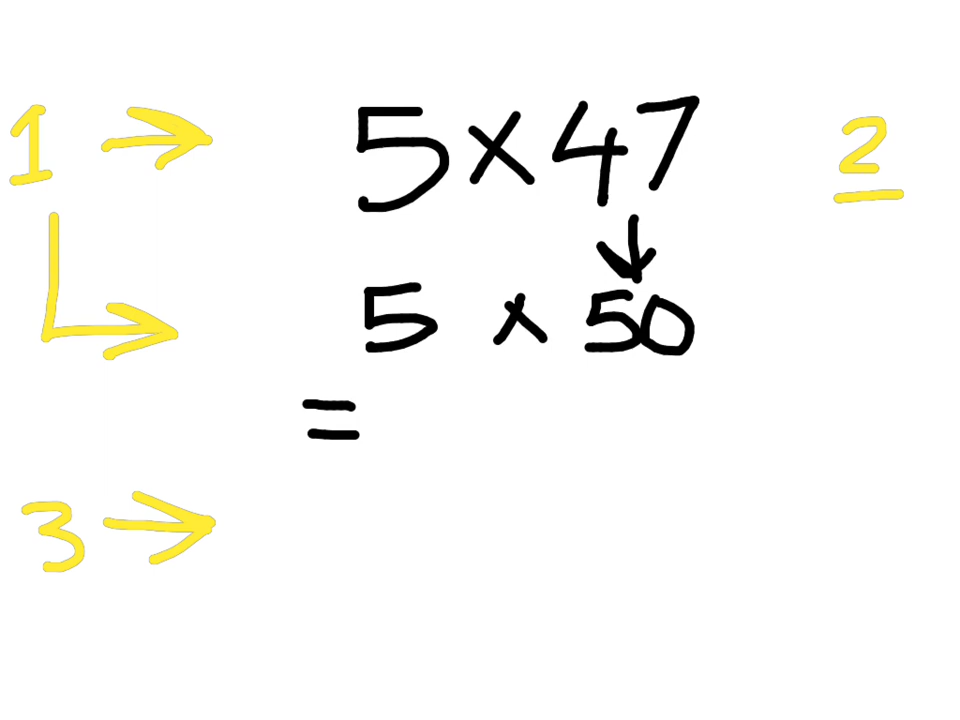 1 → 5×47 2
↓
→ 5 × 50
=
3 →